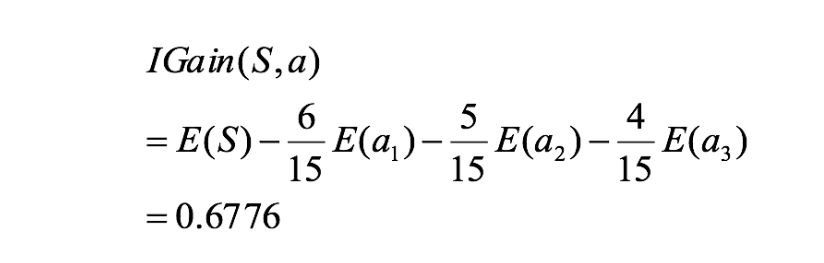 IGain(S,a)
= E(S) − 6/15 E(a₁) − 5/15 E(a₂) − 4/15 E(a₃)
= 0.6776